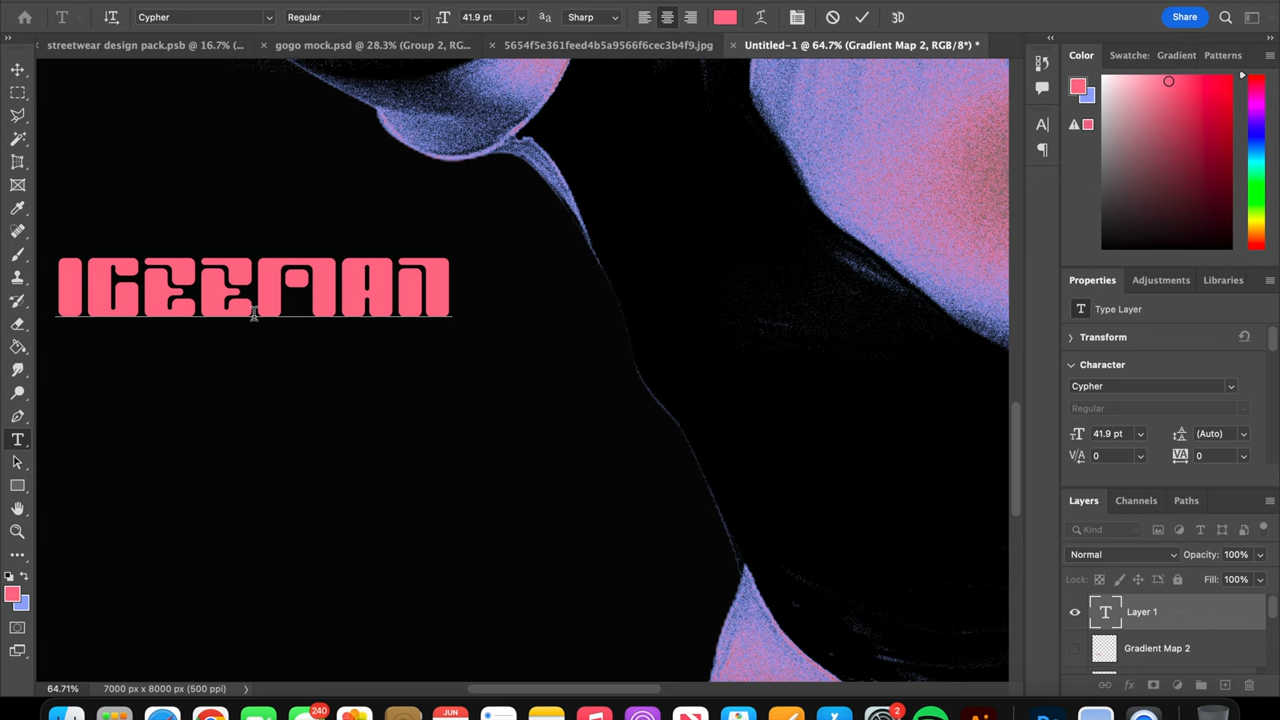 Cypher Regular 41.9 pt Sharp Share
streetwear design pack.psb @ 16.7% (... gogo mock.psd @ 28.3% (Group 2, RG... 5654f5e361feed4b5a9566f6cec3b4f9.jpg Untitled-1 @ 64.7% (Gradient Map 2, RGB/8*) *
Color Swatche: Gradient Patterns
IGEEMAN
Properties Adjustments Libraries
Type Layer
Transform
Character
Cypher
Regular
41.9 pt (Auto)
0 0
Layers Channels Paths
Kind
Normal Opacity: 100%
Lock: Fill: 100%
Layer 1
Gradient Map 2
64.71% 7000 px x 8000 px (500 ppi)
240 JUN 2